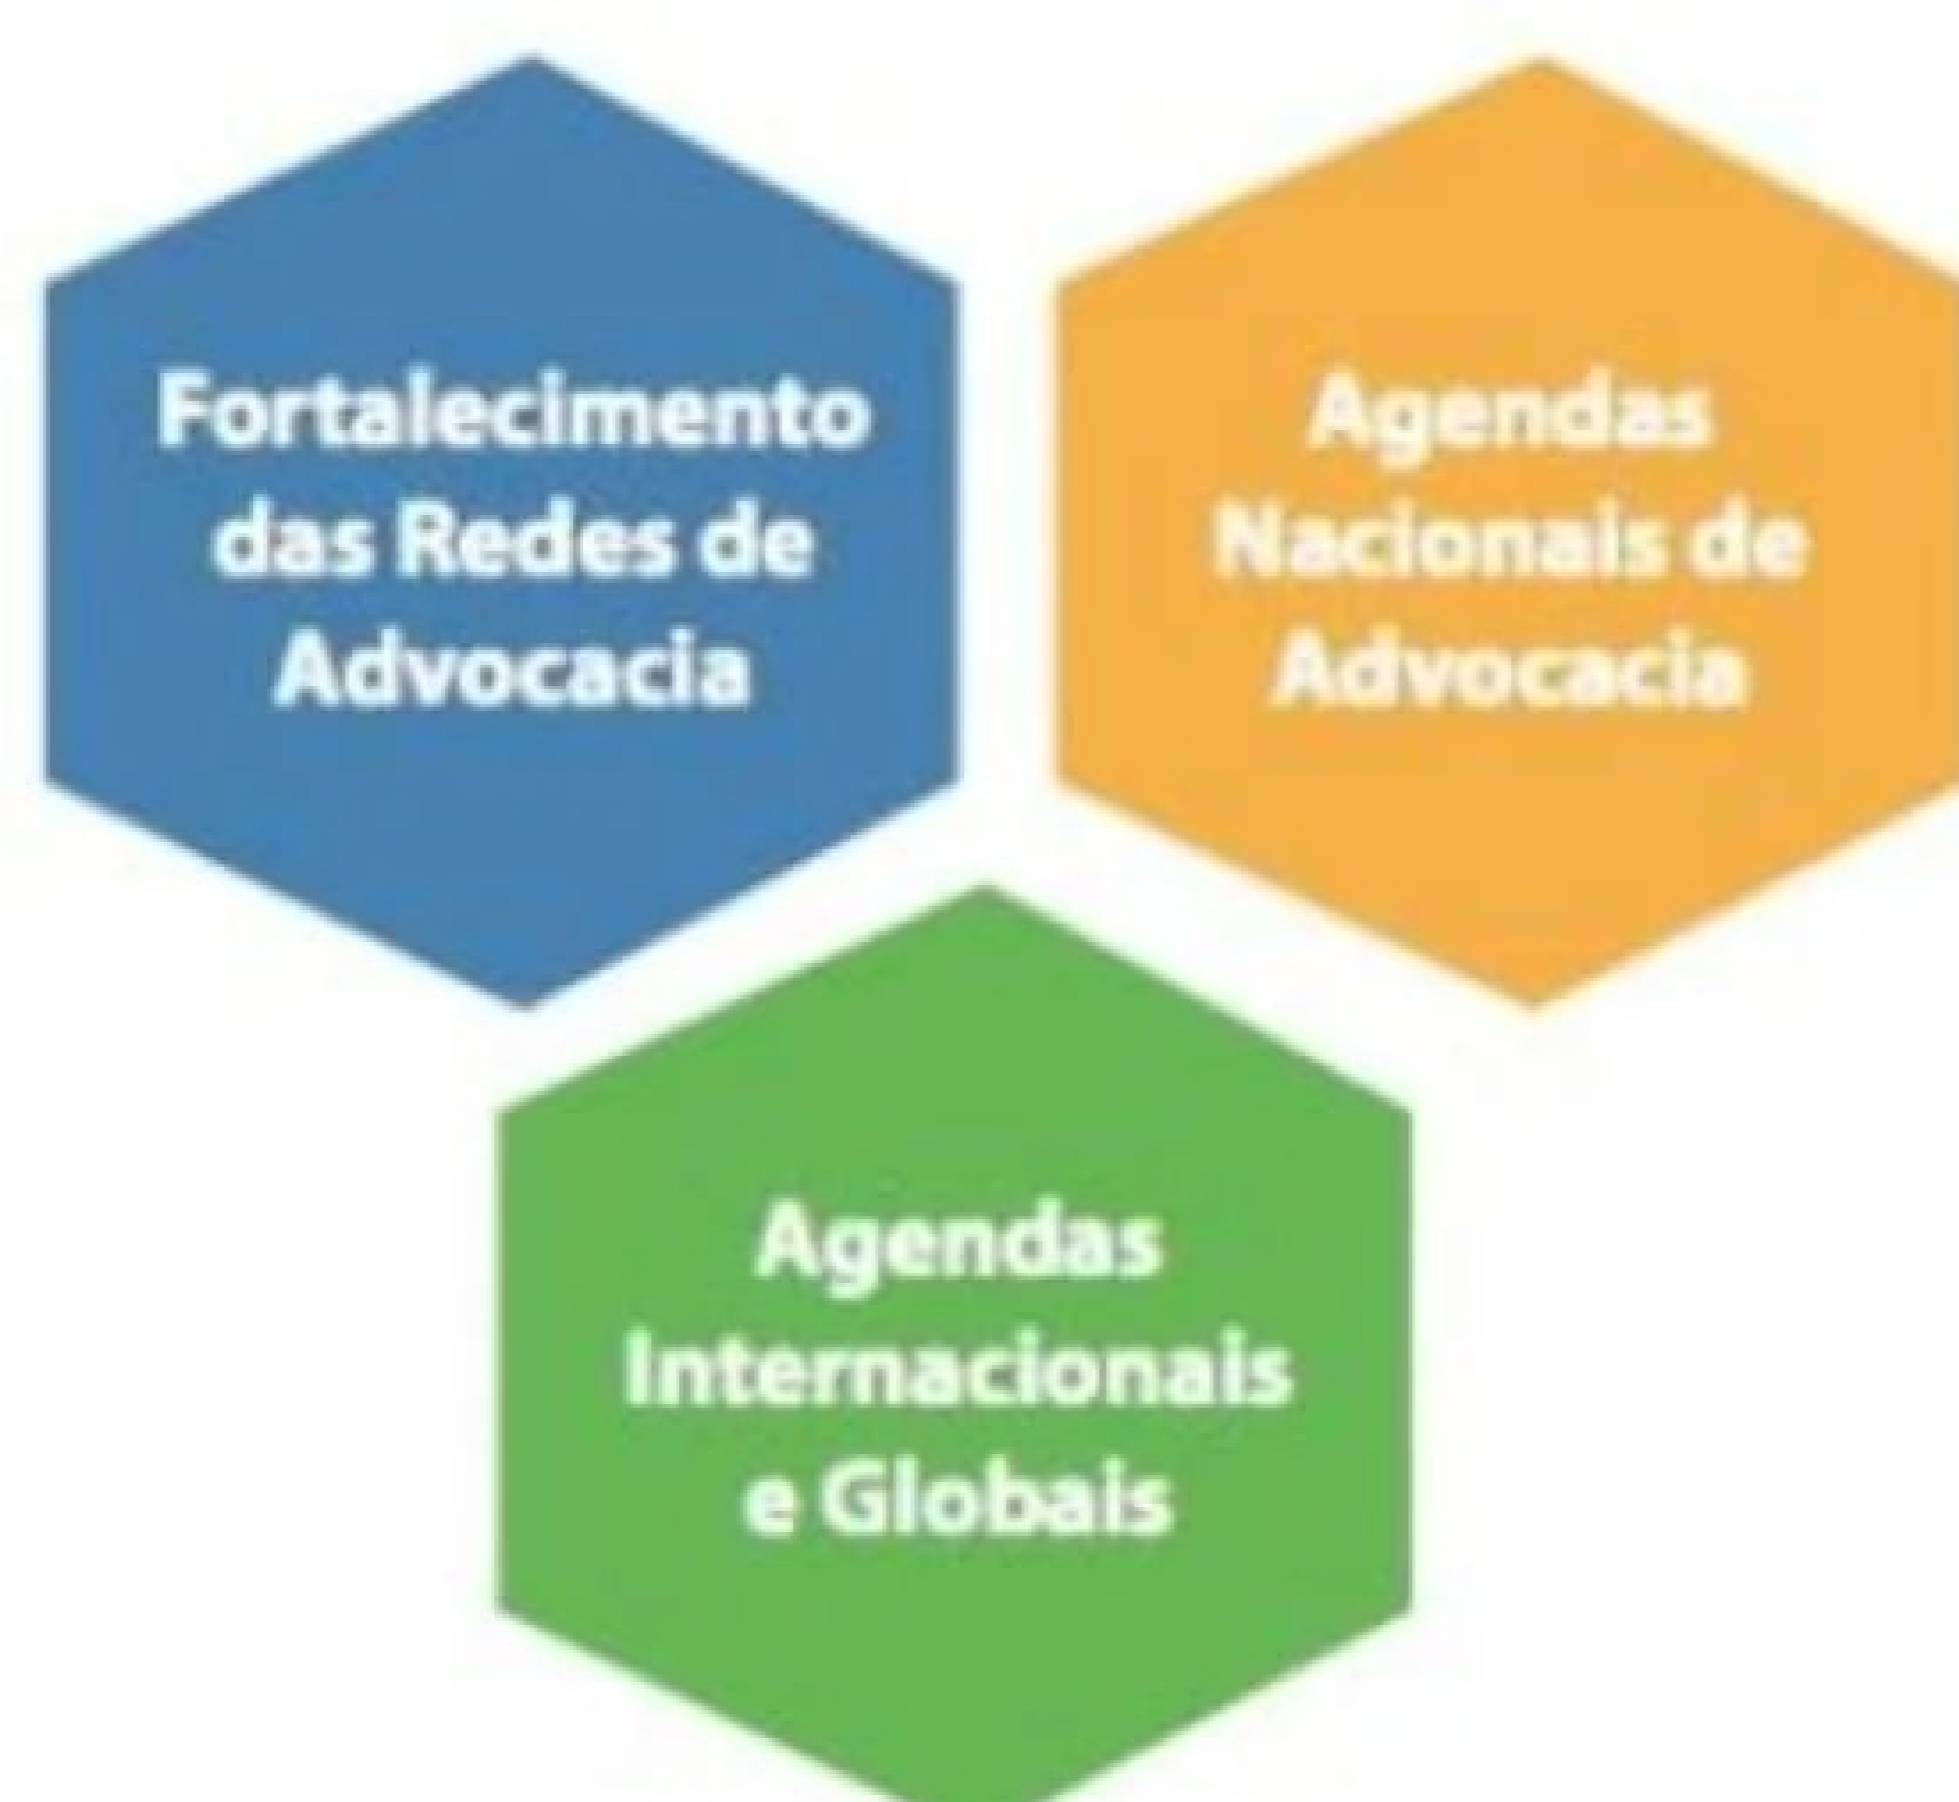 Fortalecimento
das Redes de
Advocacia
Agendas
Nacionais de
Advocacia
Agendas
Internacionais
e Globais